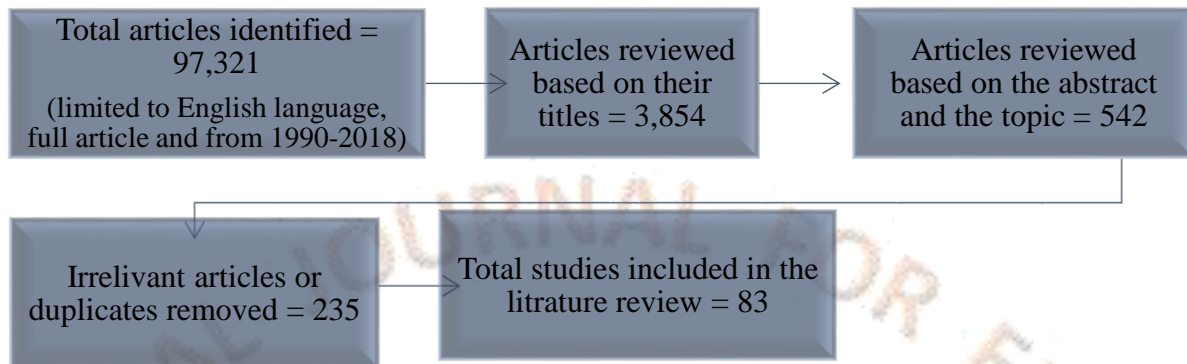 Total articles identified =
97,321
(limited to English language,
full article and from 1990-2018)
Articles reviewed
based on their
titles = 3,854
Articles reviewed
based on the abstract
and the topic = 542
Irrelivant articles or
duplicates removed = 235
Total studies included in the
litrature review = 83
JOURNAL FOR